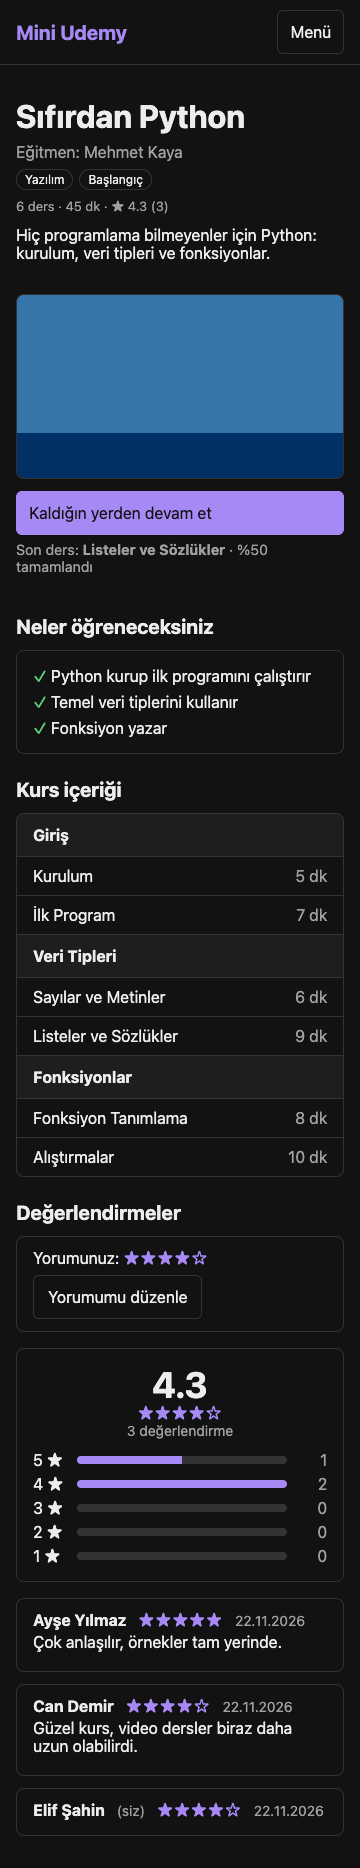 Mini Udemy
Menü
Sıfırdan Python
Eğitmen: Mehmet Kaya
Yazılım Başlangıç
6 ders · 45 dk · ★ 4.3 (3)
Hiç programlama bilmeyenler için Python:
kurulum, veri tipleri ve fonksiyonlar.
Kaldığın yerden devam et
Son ders: Listeler ve Sözlükler · %50
tamamlandı
Neler öğreneceksiniz
✓ Python kurup ilk programını çalıştırır
✓ Temel veri tiplerini kullanır
✓ Fonksiyon yazar
Kurs içeriği
Giriş
Kurulum 5 dk
İlk Program 7 dk
Veri Tipleri
Sayılar ve Metinler 6 dk
Listeler ve Sözlükler 9 dk
Fonksiyonlar
Fonksiyon Tanımlama 8 dk
Alıştırmalar 10 dk
Değerlendirmeler
Yorumunuz: ★★★★☆
Yorumumu düzenle
4.3
★★★★☆
3 değerlendirme
5 ★ 1
4 ★ 2
3 ★ 0
2 ★ 0
1 ★ 0
Ayşe Yılmaz ★★★★★ 22.11.2026
Çok anlaşılır, örnekler tam yerinde.
Can Demir ★★★★☆ 22.11.2026
Güzel kurs, video dersler biraz daha
uzun olabilirdi.
Elif Şahin (siz) ★★★★☆ 22.11.2026